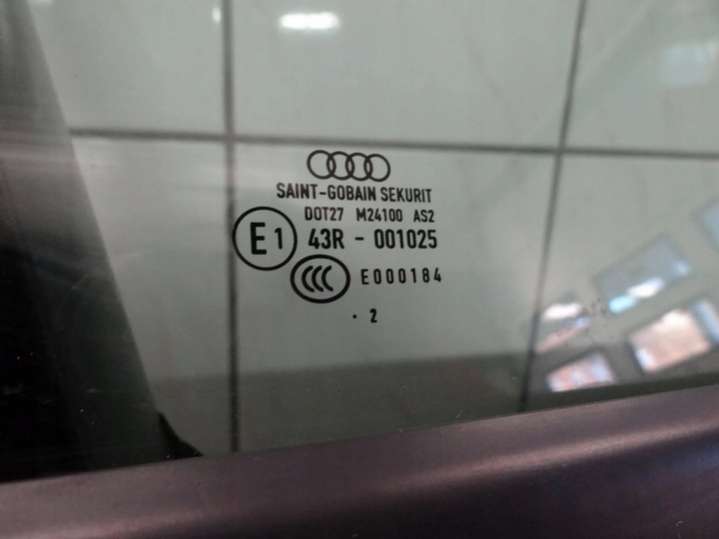 SAINT-GOBAIN SEKURIT
DOT27 M24100 AS2
E1 43R - 001025
CCC E000184
. 2